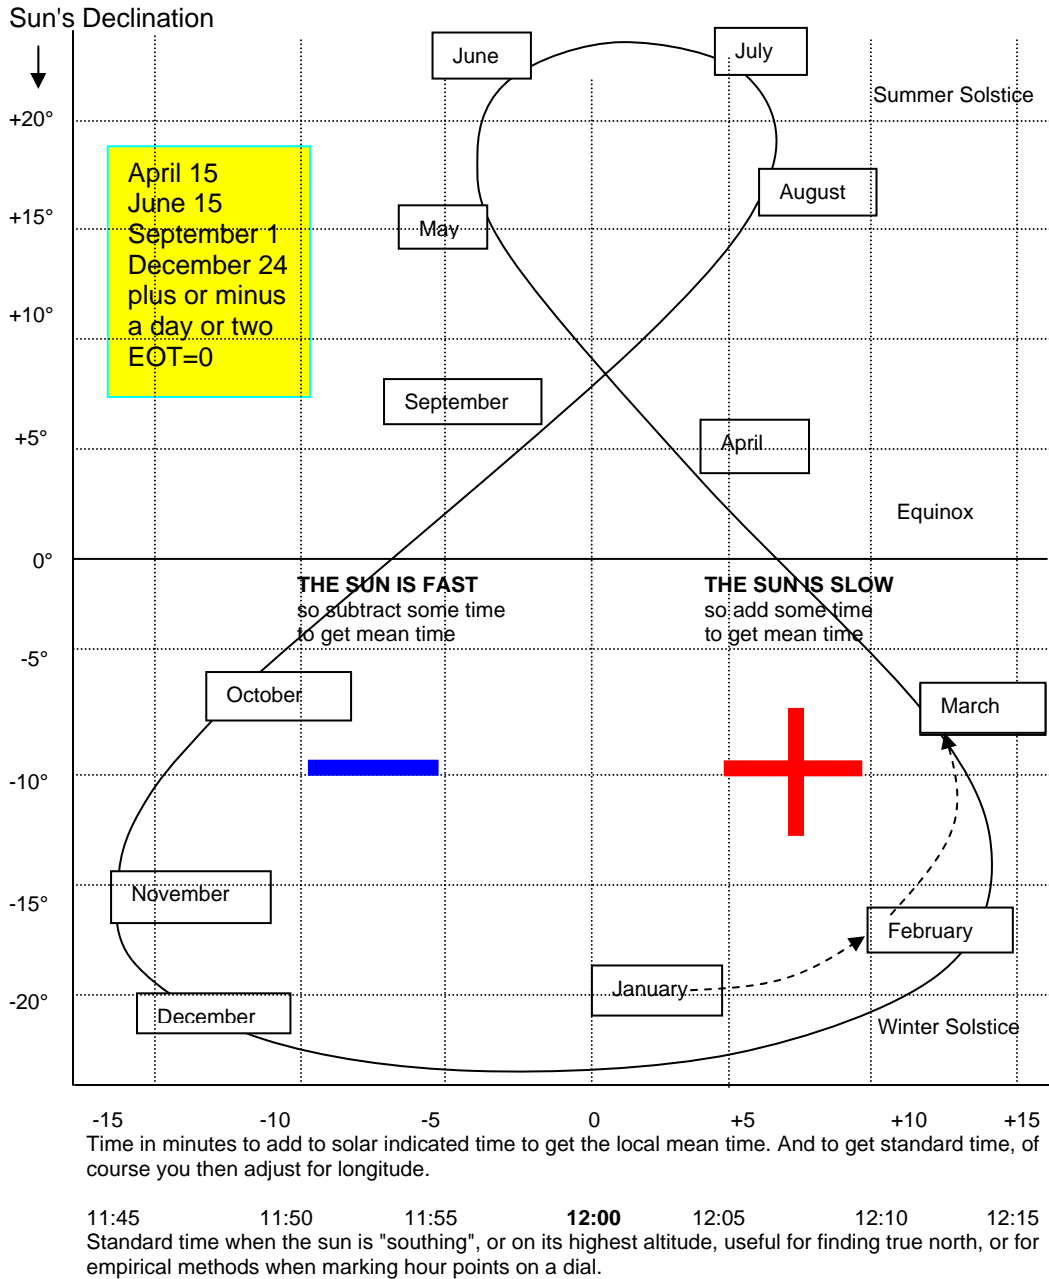 Sun's Declination
June
July
Summer Solstice
+20°
April 15
June 15
September 1
December 24
plus or minus
a day or two
EOT=0
August
+15°
May
+10°
September
+5°
April
Equinox
0°
THE SUN IS FAST
so subtract some time
to get mean time
THE SUN IS SLOW
so add some time
to get mean time
-5°
October
March
-10°
November
-15°
February
January
-20°
December
Winter Solstice
-15 -10 -5 0 +5 +10 +15
Time in minutes to add to solar indicated time to get the local mean time. And to get standard time, of
course you then adjust for longitude.
11:45 11:50 11:55 12:00 12:05 12:10 12:15
Standard time when the sun is "southing", or on its highest altitude, useful for finding true north, or for
empirical methods when marking hour points on a dial.